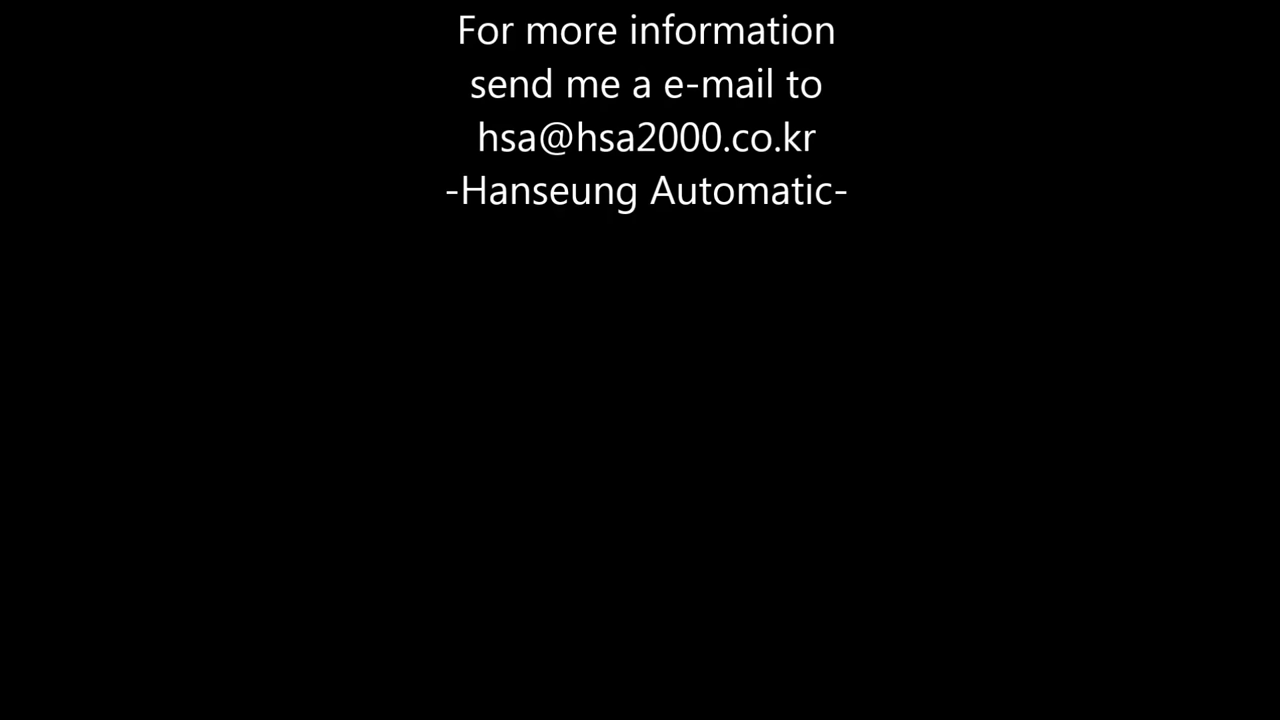 For more information
send me a e-mail to
hsa@hsa2000.co.kr
-Hanseung Automatic-